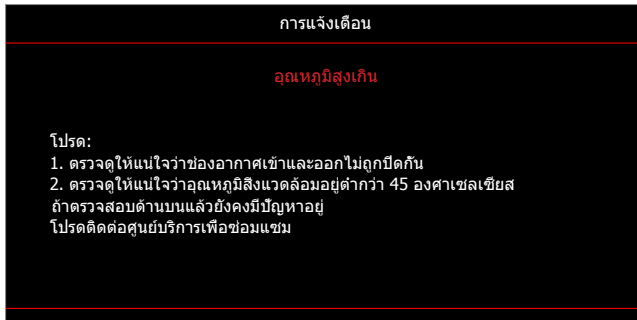 การแจ้งเตือน
อุณหภูมิสูงเกิน
โปรด:
1. ตรวจดูให้แน่ใจว่าช่องอากาศเข้าและออกไม่ถูกปิดกั้น
2. ตรวจดูให้แน่ใจว่าอุณหภูมิสิ่งแวดล้อมอยู่ต่ำกว่า 45 องศาเซลเซียส
ถ้าตรวจสอบด้านบนแล้วยังคงมีปัญหาอยู่
โปรดติดต่อศูนย์บริการเพื่อซ่อมแซม